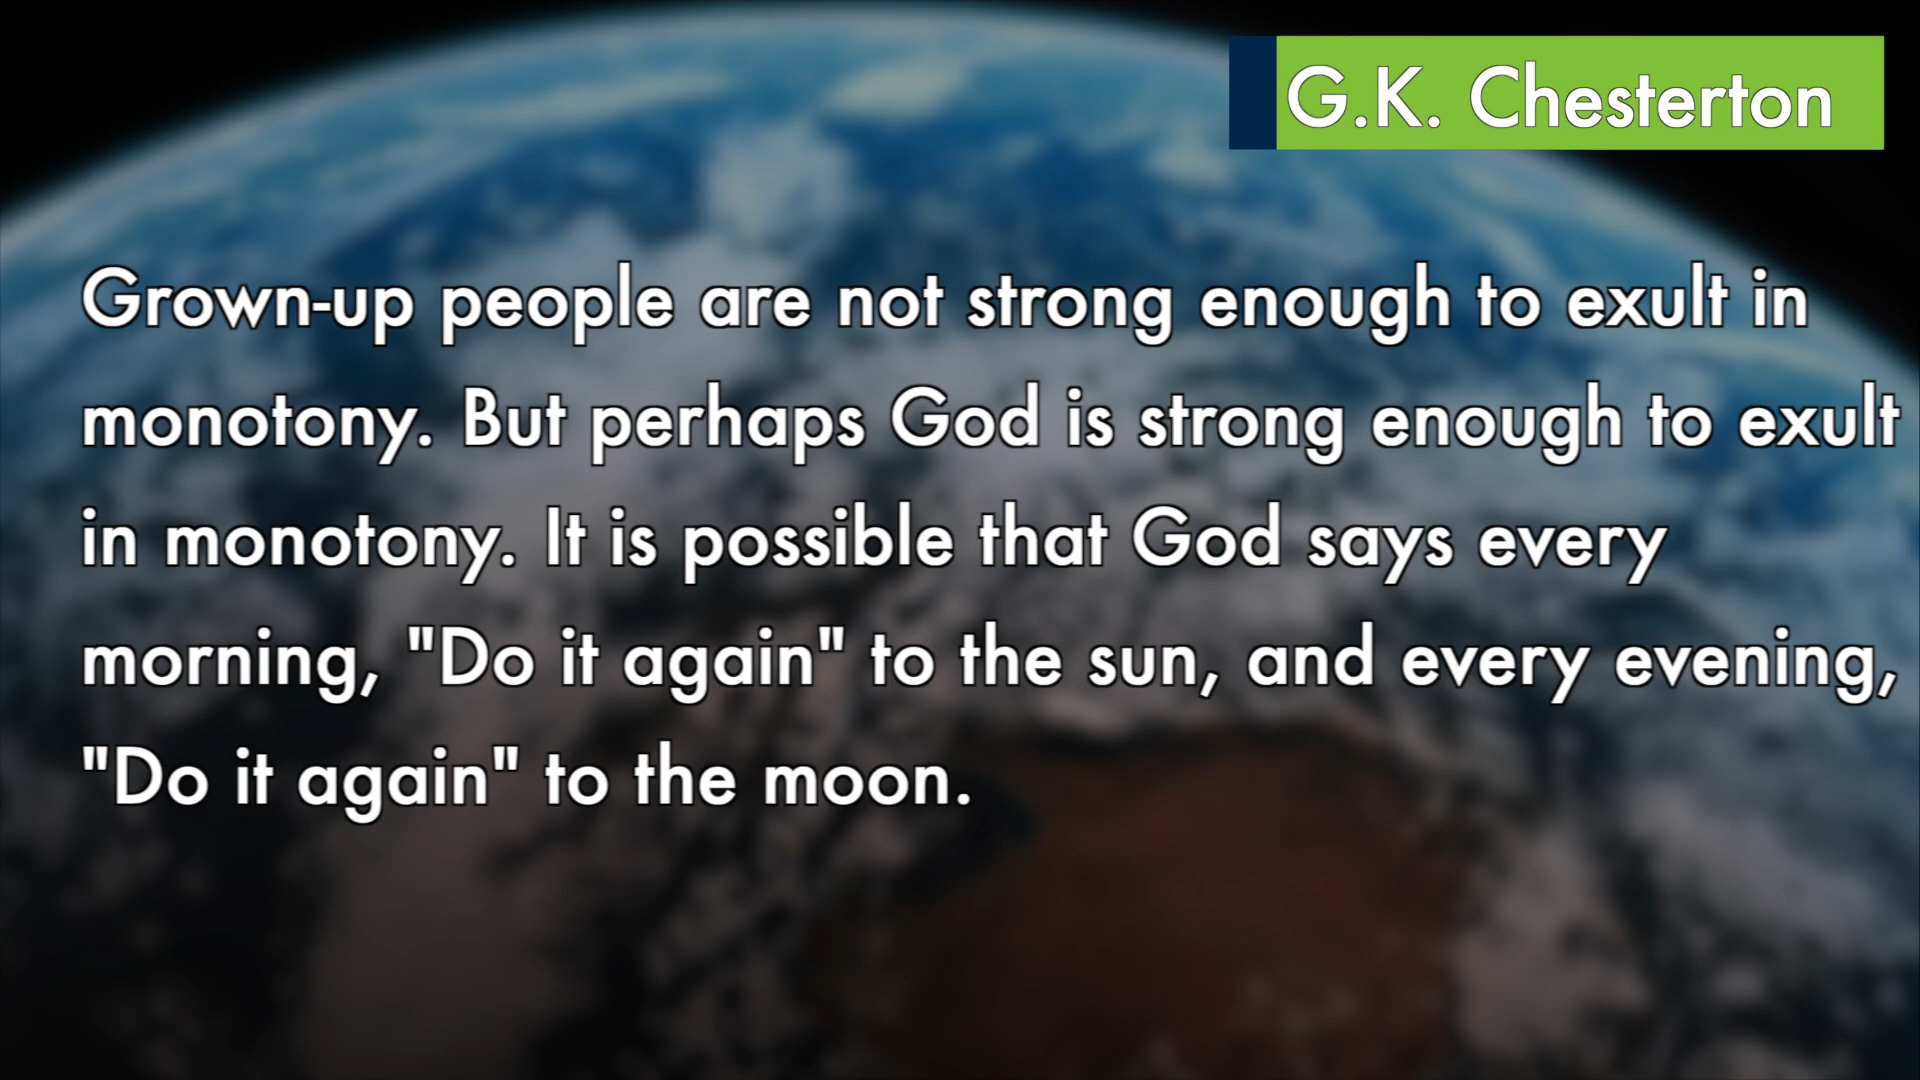 G.K. Chesterton
Grown-up people are not strong enough to exult in
monotony. But perhaps God is strong enough to exult
in monotony. It is possible that God says every
morning, "Do it again" to the sun, and every evening,
"Do it again" to the moon.